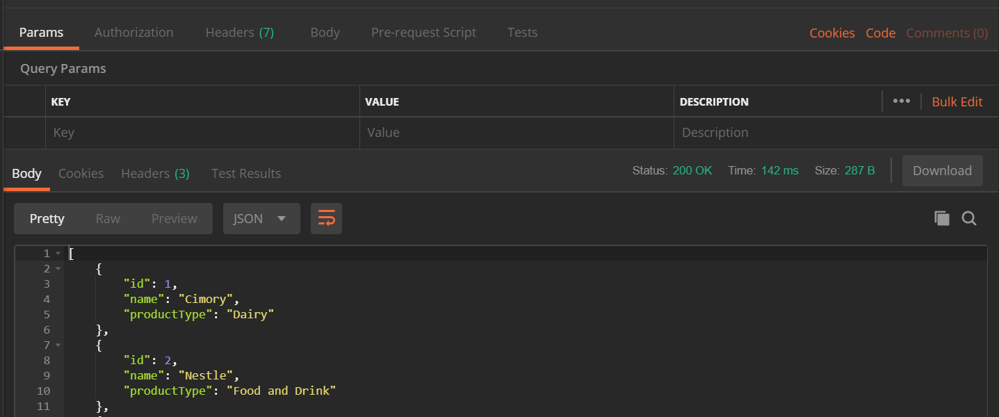 Params Authorization Headers (7) Body Pre-request Script Tests Cookies Code Comments (0)
Query Params
KEY VALUE DESCRIPTION ••• Bulk Edit
Key Value Description
Body Cookies Headers (3) Test Results Status: 200 OK Time: 142 ms Size: 287 B Download
Pretty Raw Preview JSON
1 [
2 {
3 "id": 1,
4 "name": "Cimory",
5 "productType": "Dairy"
6 },
7 {
8 "id": 2,
9 "name": "Nestle",
10 "productType": "Food and Drink"
11 },